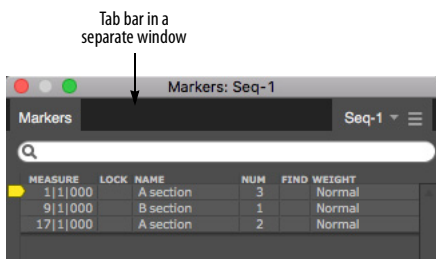 Tab bar in a
separate window
Markers: Seq-1
Markers Seq-1
MEASURE LOCK NAME NUM FIND WEIGHT
1|1|000 A section 3 Normal
9|1|000 B section 1 Normal
17|1|000 A section 2 Normal